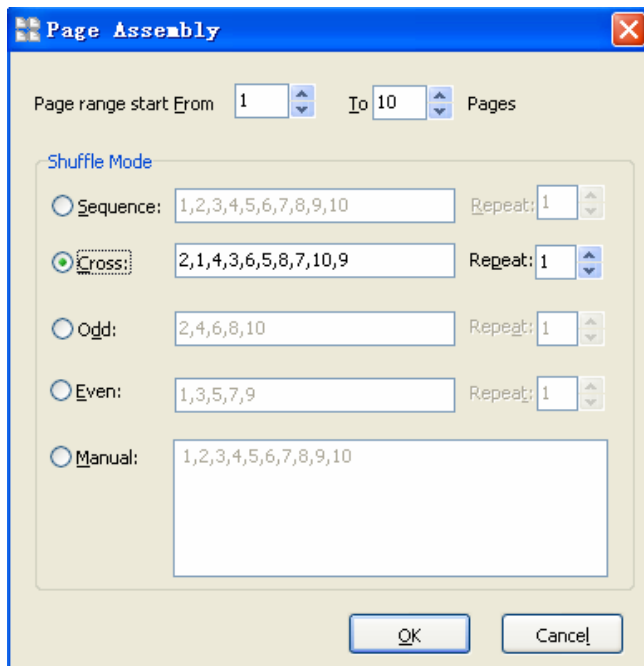 Page Assembly
Page range start From 1 To 10 Pages
Shuffle Mode
Sequence: 1,2,3,4,5,6,7,8,9,10 Repeat: 1
Cross: 2,1,4,3,6,5,8,7,10,9 Repeat: 1
Odd: 2,4,6,8,10 Repeat: 1
Even: 1,3,5,7,9 Repeat: 1
Manual: 1,2,3,4,5,6,7,8,9,10
OK Cancel